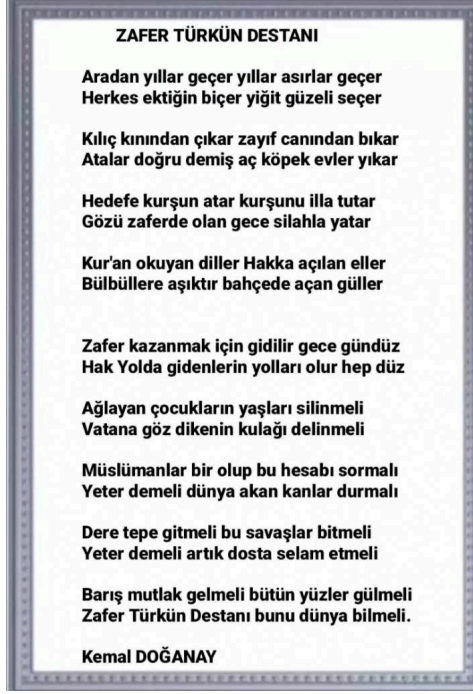 ZAFER TÜRKÜN DESTANI
Aradan yıllar geçer yıllar asırlar geçer
Herkes ektiğin biçer yiğit güzeli seçer
Kılıç kınından çıkar zayıf canından bıkar
Atalar doğru demiş aç köpek evler yıkar
Hedefe kurşun atar kurşunu illa tutar
Gözü zaferde olan gece silahla yatar
Kur'an okuyan diller Hakka açılan eller
Bülbüllere aşıktır bahçede açan güller
Zafer kazanmak için gidilir gece gündüz
Hak Yolda gidenlerin yolları olur hep düz
Ağlayan çocukların yaşları silinmeli
Vatana göz dikenin kulağı delinmeli
Müslümanlar bir olup bu hesabı sormalı
Yeter demeli dünya akan kanlar durmalı
Dere tepe gitmeli bu savaşlar bitmeli
Yeter demeli artık dosta selam etmeli
Barış mutlak gelmeli bütün yüzler gülmeli
Zafer Türkün Destanı bunu dünya bilmeli.
Kemal DOĞANAY